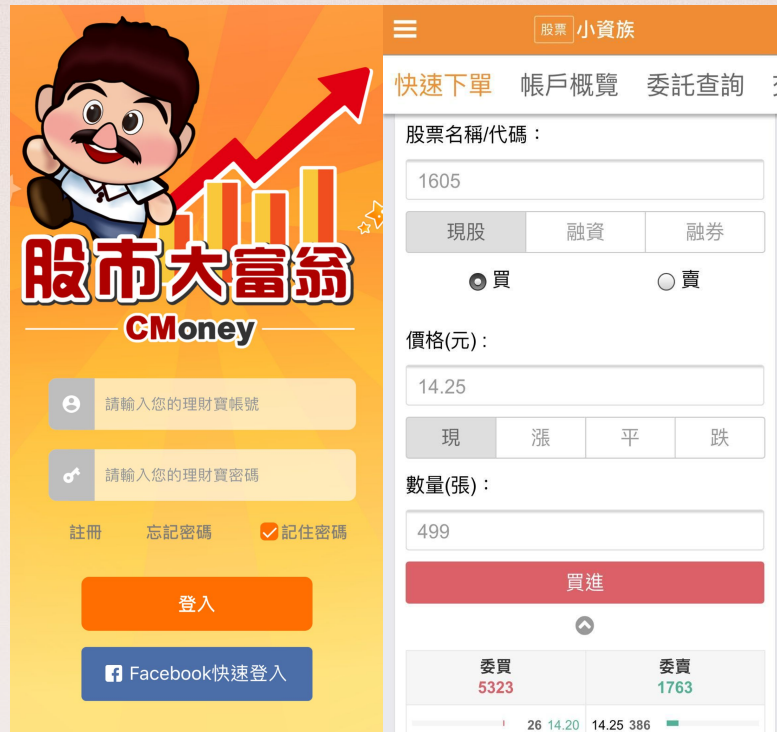 股市大富翁
CMoney
請輸入您的理財寶帳號
請輸入您的理財寶密碼
註冊 忘記密碼 記住密碼
登入
Facebook快速登入
股票 小資族
快速下單 帳戶概覽 委託查詢
股票名稱/代碼：
1605
現股 融資 融券
買 賣
價格(元)：
14.25
現 漲 平 跌
數量(張)：
499
買進
委買 委賣
5323 1763
26 14.20 14.25 386